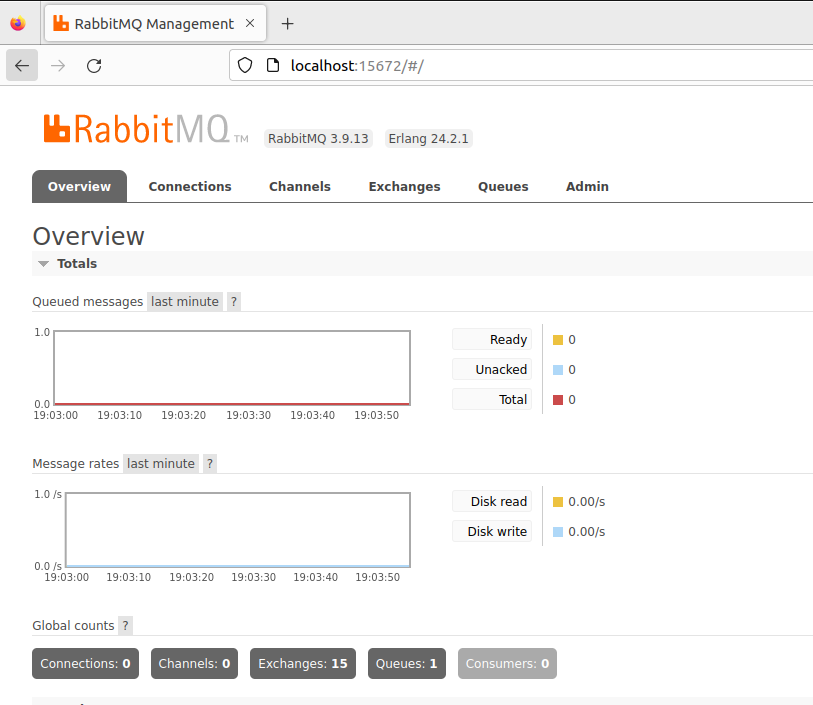 RabbitMQ Management
localhost:15672/#/
RabbitMQ TM RabbitMQ 3.9.13 Erlang 24.2.1
Overview Connections Channels Exchanges Queues Admin
Overview
Totals
Queued messages last minute ?
1.0
0.0
19:03:00 19:03:10 19:03:20 19:03:30 19:03:40 19:03:50
Ready 0
Unacked 0
Total 0
Message rates last minute ?
1.0 /s
0.0 /s
19:03:00 19:03:10 19:03:20 19:03:30 19:03:40 19:03:50
Disk read 0.00/s
Disk write 0.00/s
Global counts ?
Connections: 0 Channels: 0 Exchanges: 15 Queues: 1 Consumers: 0